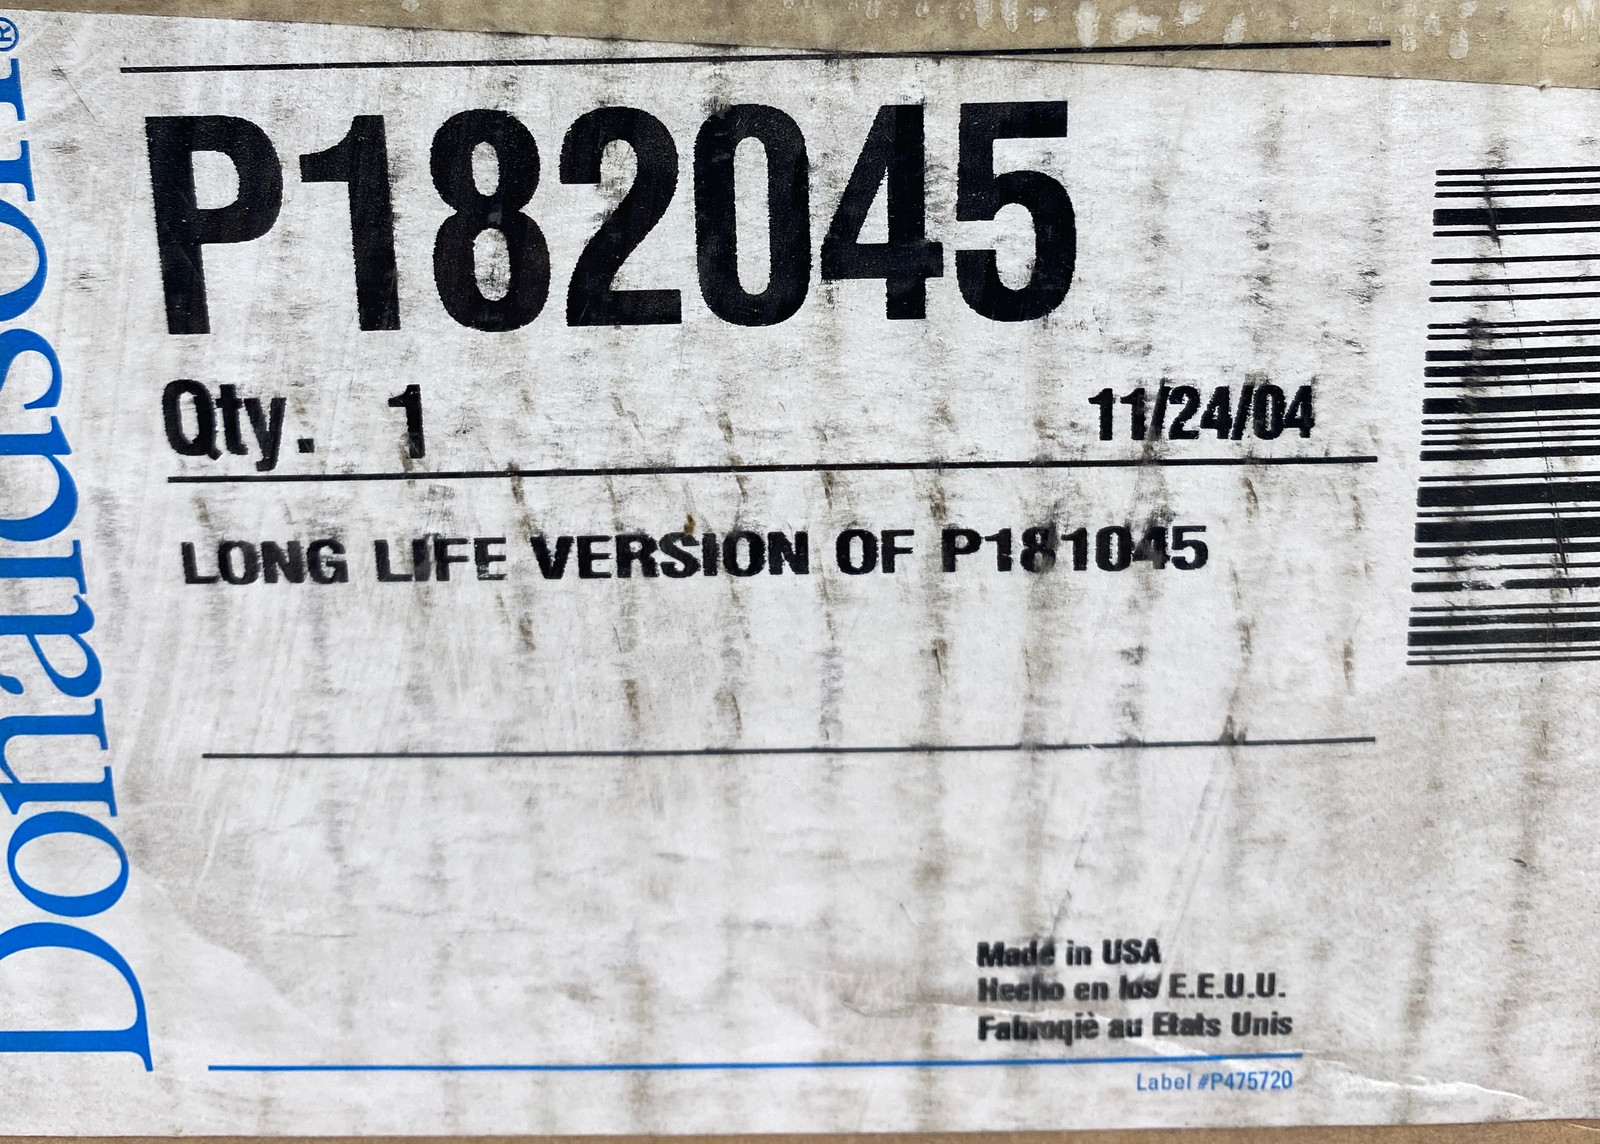 Donaldson®
P182045
Qty. 1 11/24/04
LONG LIFE VERSION OF P181045
Made in USA
Hecho en los E.E.U.U.
Fabroqiè au Etats Unis
Label #P475720